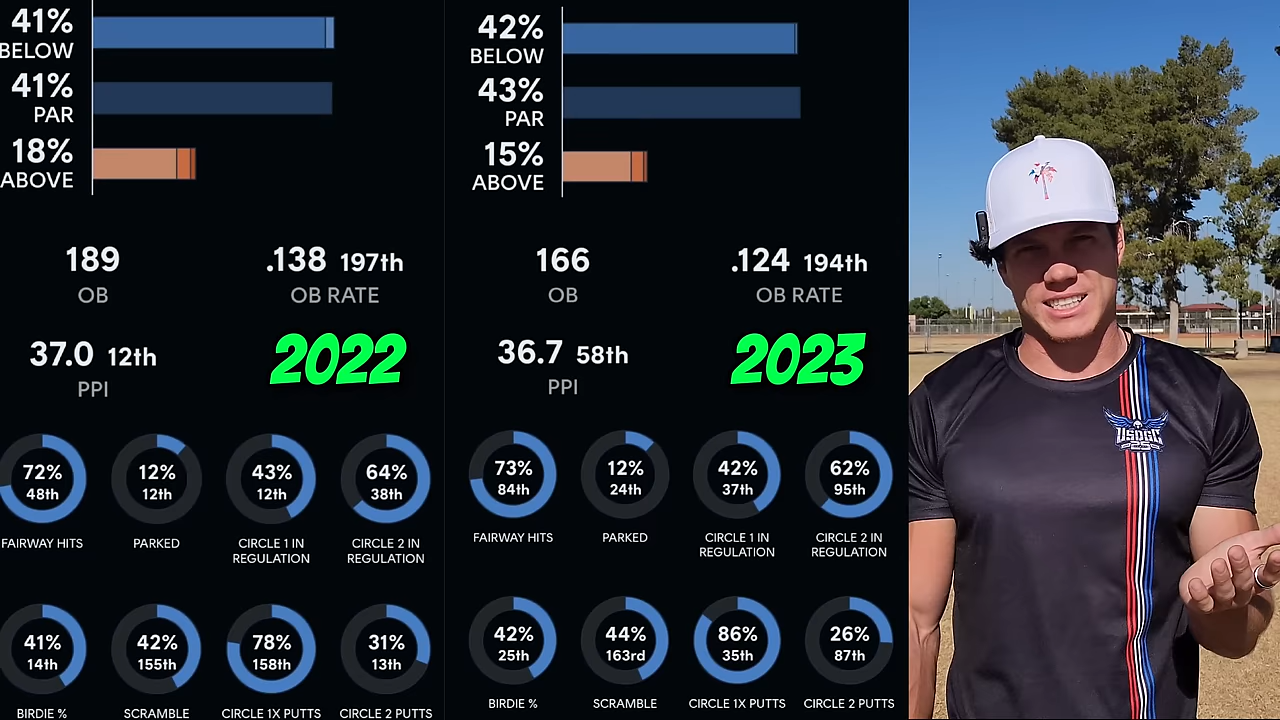 41%
BELOW
41%
PAR
18%
ABOVE
189
OB
.138 197th
OB RATE
37.0 12th
PPI
2022
72%
48th
FAIRWAY HITS
12%
12th
PARKED
43%
12th
CIRCLE 1 IN
REGULATION
64%
38th
CIRCLE 2 IN
REGULATION
41%
14th
BIRDIE %
42%
155th
SCRAMBLE
78%
158th
CIRCLE 1X PUTTS
31%
13th
CIRCLE 2 PUTTS
42%
BELOW
43%
PAR
15%
ABOVE
166
OB
.124 194th
OB RATE
36.7 58th
PPI
2023
73%
84th
FAIRWAY HITS
12%
24th
PARKED
42%
37th
CIRCLE 1 IN
REGULATION
62%
95th
CIRCLE 2 IN
REGULATION
42%
25th
BIRDIE %
44%
163rd
SCRAMBLE
86%
35th
CIRCLE 1X PUTTS
26%
87th
CIRCLE 2 PUTTS
USDGC